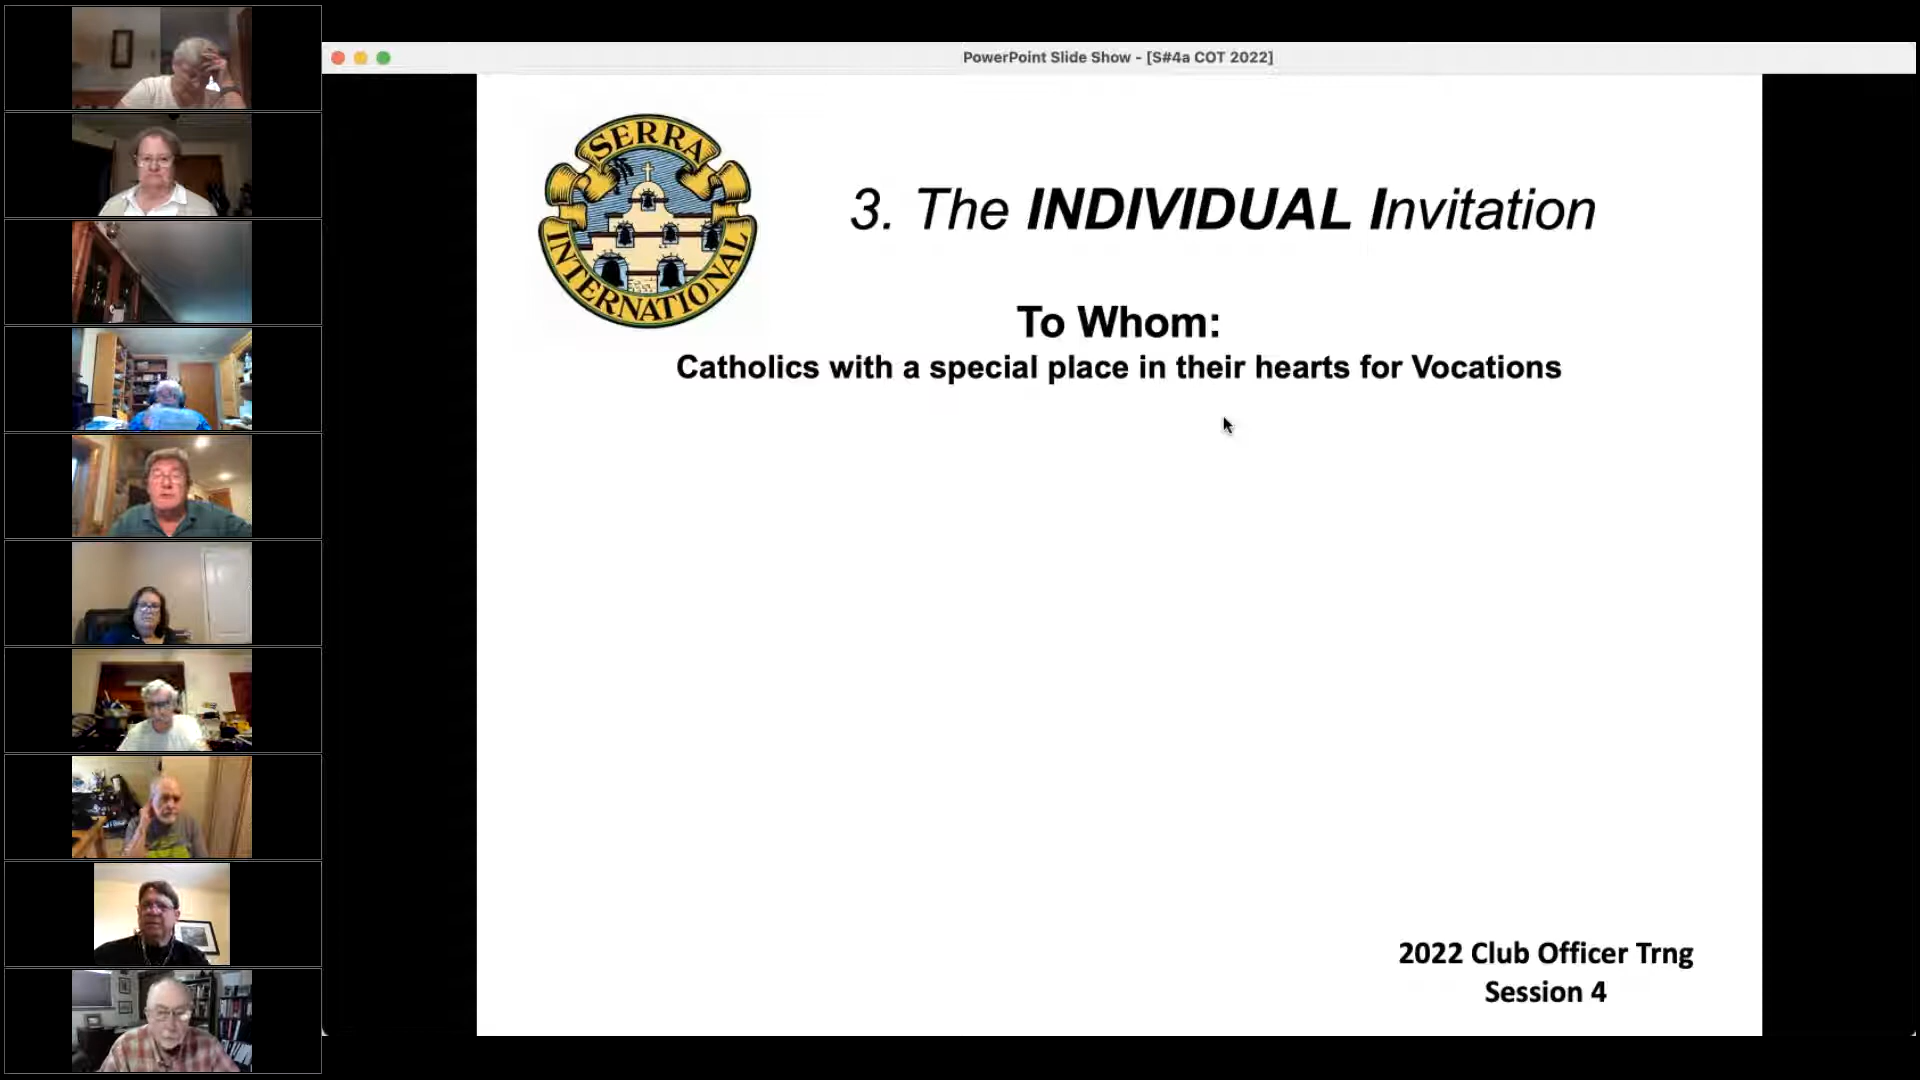 PowerPoint Slide Show - [S#4a COT 2022]
SERRA
INTERNATIONAL
3. The INDIVIDUAL Invitation
To Whom:
Catholics with a special place in their hearts for Vocations
2022 Club Officer Trng
Session 4